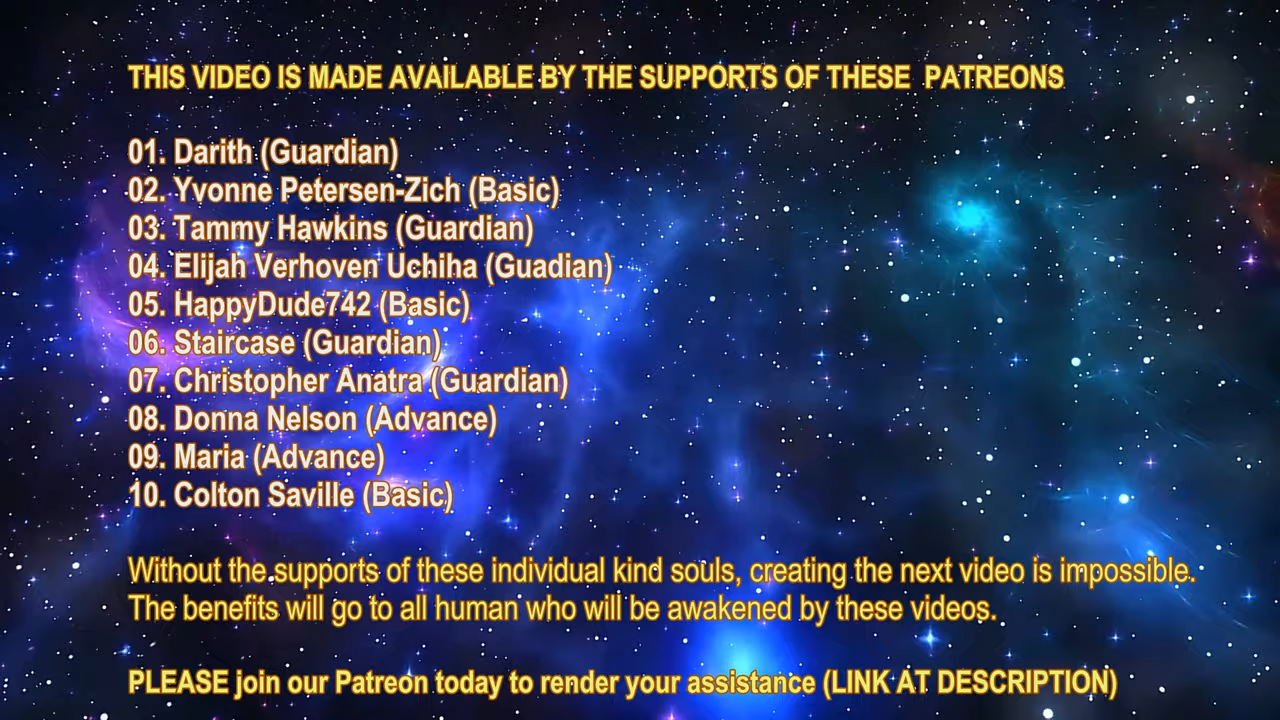 THIS VIDEO IS MADE AVAILABLE BY THE SUPPORTS OF THESE PATREONS
01. Darith (Guardian)
02. Yvonne Petersen-Zich (Basic)
03. Tammy Hawkins (Guardian)
04. Elijah Verhoven Uchiha (Guadian)
05. HappyDude742 (Basic)
06. Staircase (Guardian)
07. Christopher Anatra (Guardian)
08. Donna Nelson (Advance)
09. Maria (Advance)
10. Colton Saville (Basic)
Without the supports of these individual kind souls, creating the next video is impossible.
The benefits will go to all human who will be awakened by these videos.
PLEASE join our Patreon today to render your assistance (LINK AT DESCRIPTION)